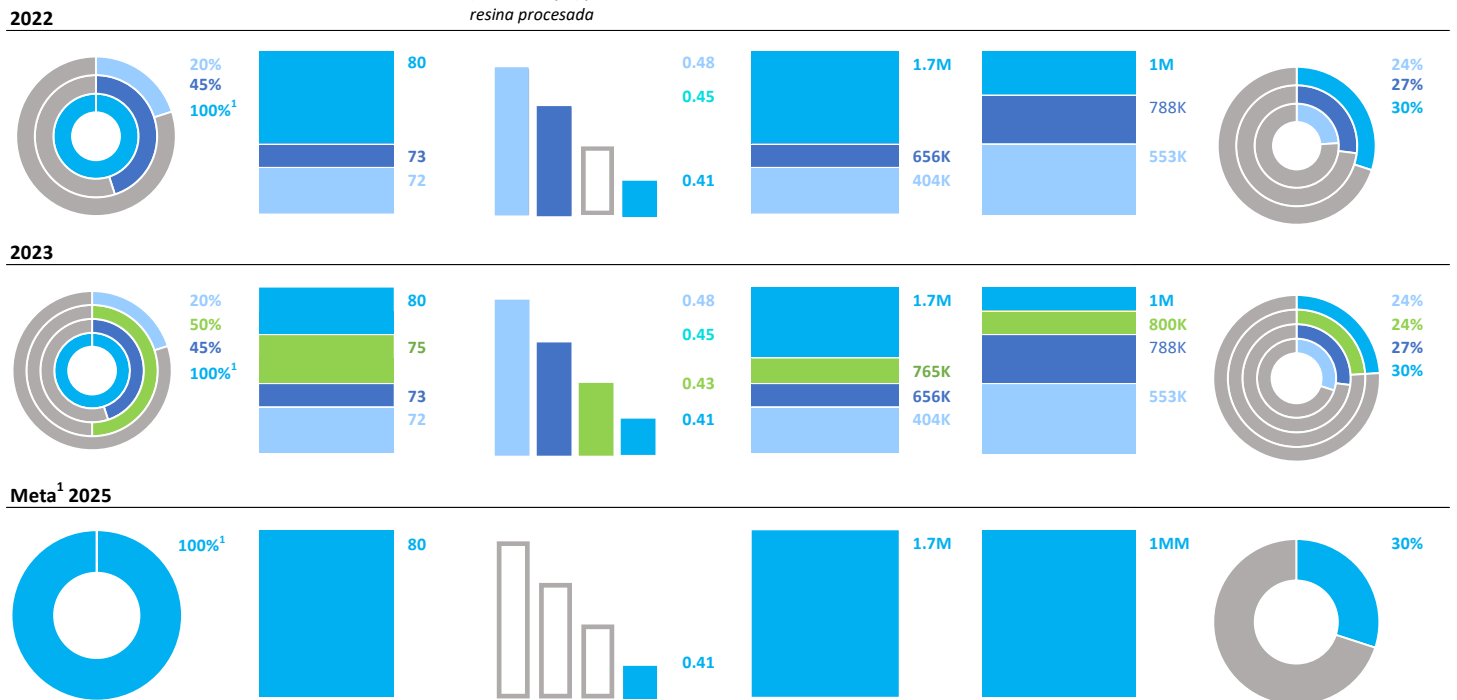 resina procesada
2022
20%
45%
100%1
80
73
72
0.48
0.45
0.41
1.7M
656K
404K
1M
788K
553K
24%
27%
30%
2023
20%
50%
45%
100%1
80
75
73
72
0.48
0.45
0.43
0.41
1.7M
765K
656K
404K
1M
800K
788K
553K
24%
24%
27%
30%
Meta1 2025
100%1
80
0.41
1.7M
1MM
30%